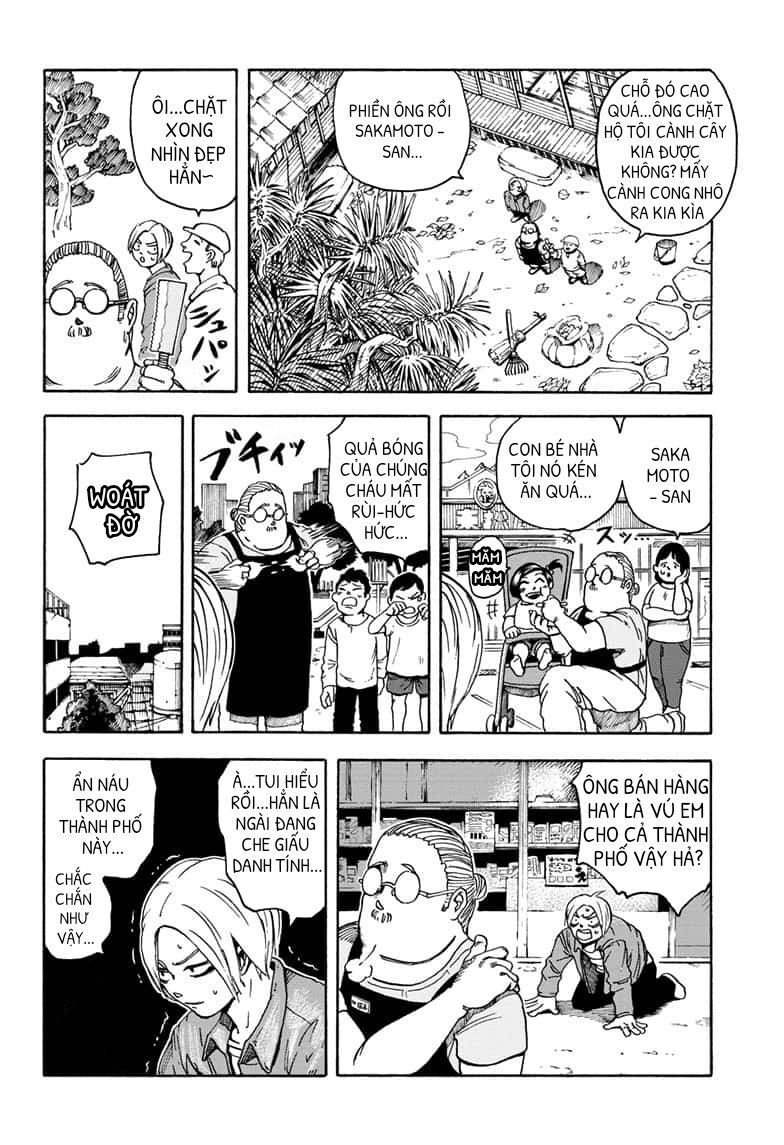 CHỖ ĐÓ CAO
QUÁ...ÔNG CHẶT
HỘ TÔI CÀNH CÂY
KIA ĐƯỢC
KHÔNG? MẤY
CÀNH CONG NHÔ
RA KIA KÌA
PHIỀN ÔNG RỒI
SAKAMOTO –
SAN...
ÔI...CHẶT
XONG
NHÌN ĐẸP
HẲN~
シュパッ
SAKA
MOTO
– SAN
CON BÉ NHÀ
TÔI NÓ KÉN
ĂN QUÁ...
スッ...
MĂM
MĂM
QUẢ BÓNG
CỦA CHÚNG
CHÁU MẤT
RÙI-HỨC
HỨC...
ブチィッ
WOÁT
ĐỜ
ÔNG BÁN HÀNG
HAY LÀ VÚ EM
CHO CẢ THÀNH
PHỐ VẬY HẢ?
À...TUI HIỂU
RỒI...HẲN LÀ
NGÀI ĐANG
CHE GIẤU
DANH TÍNH...
ẨN NÁU
TRONG
THÀNH PHỐ
NÀY...
CHẮC
CHẮN NHƯ
VẬY...